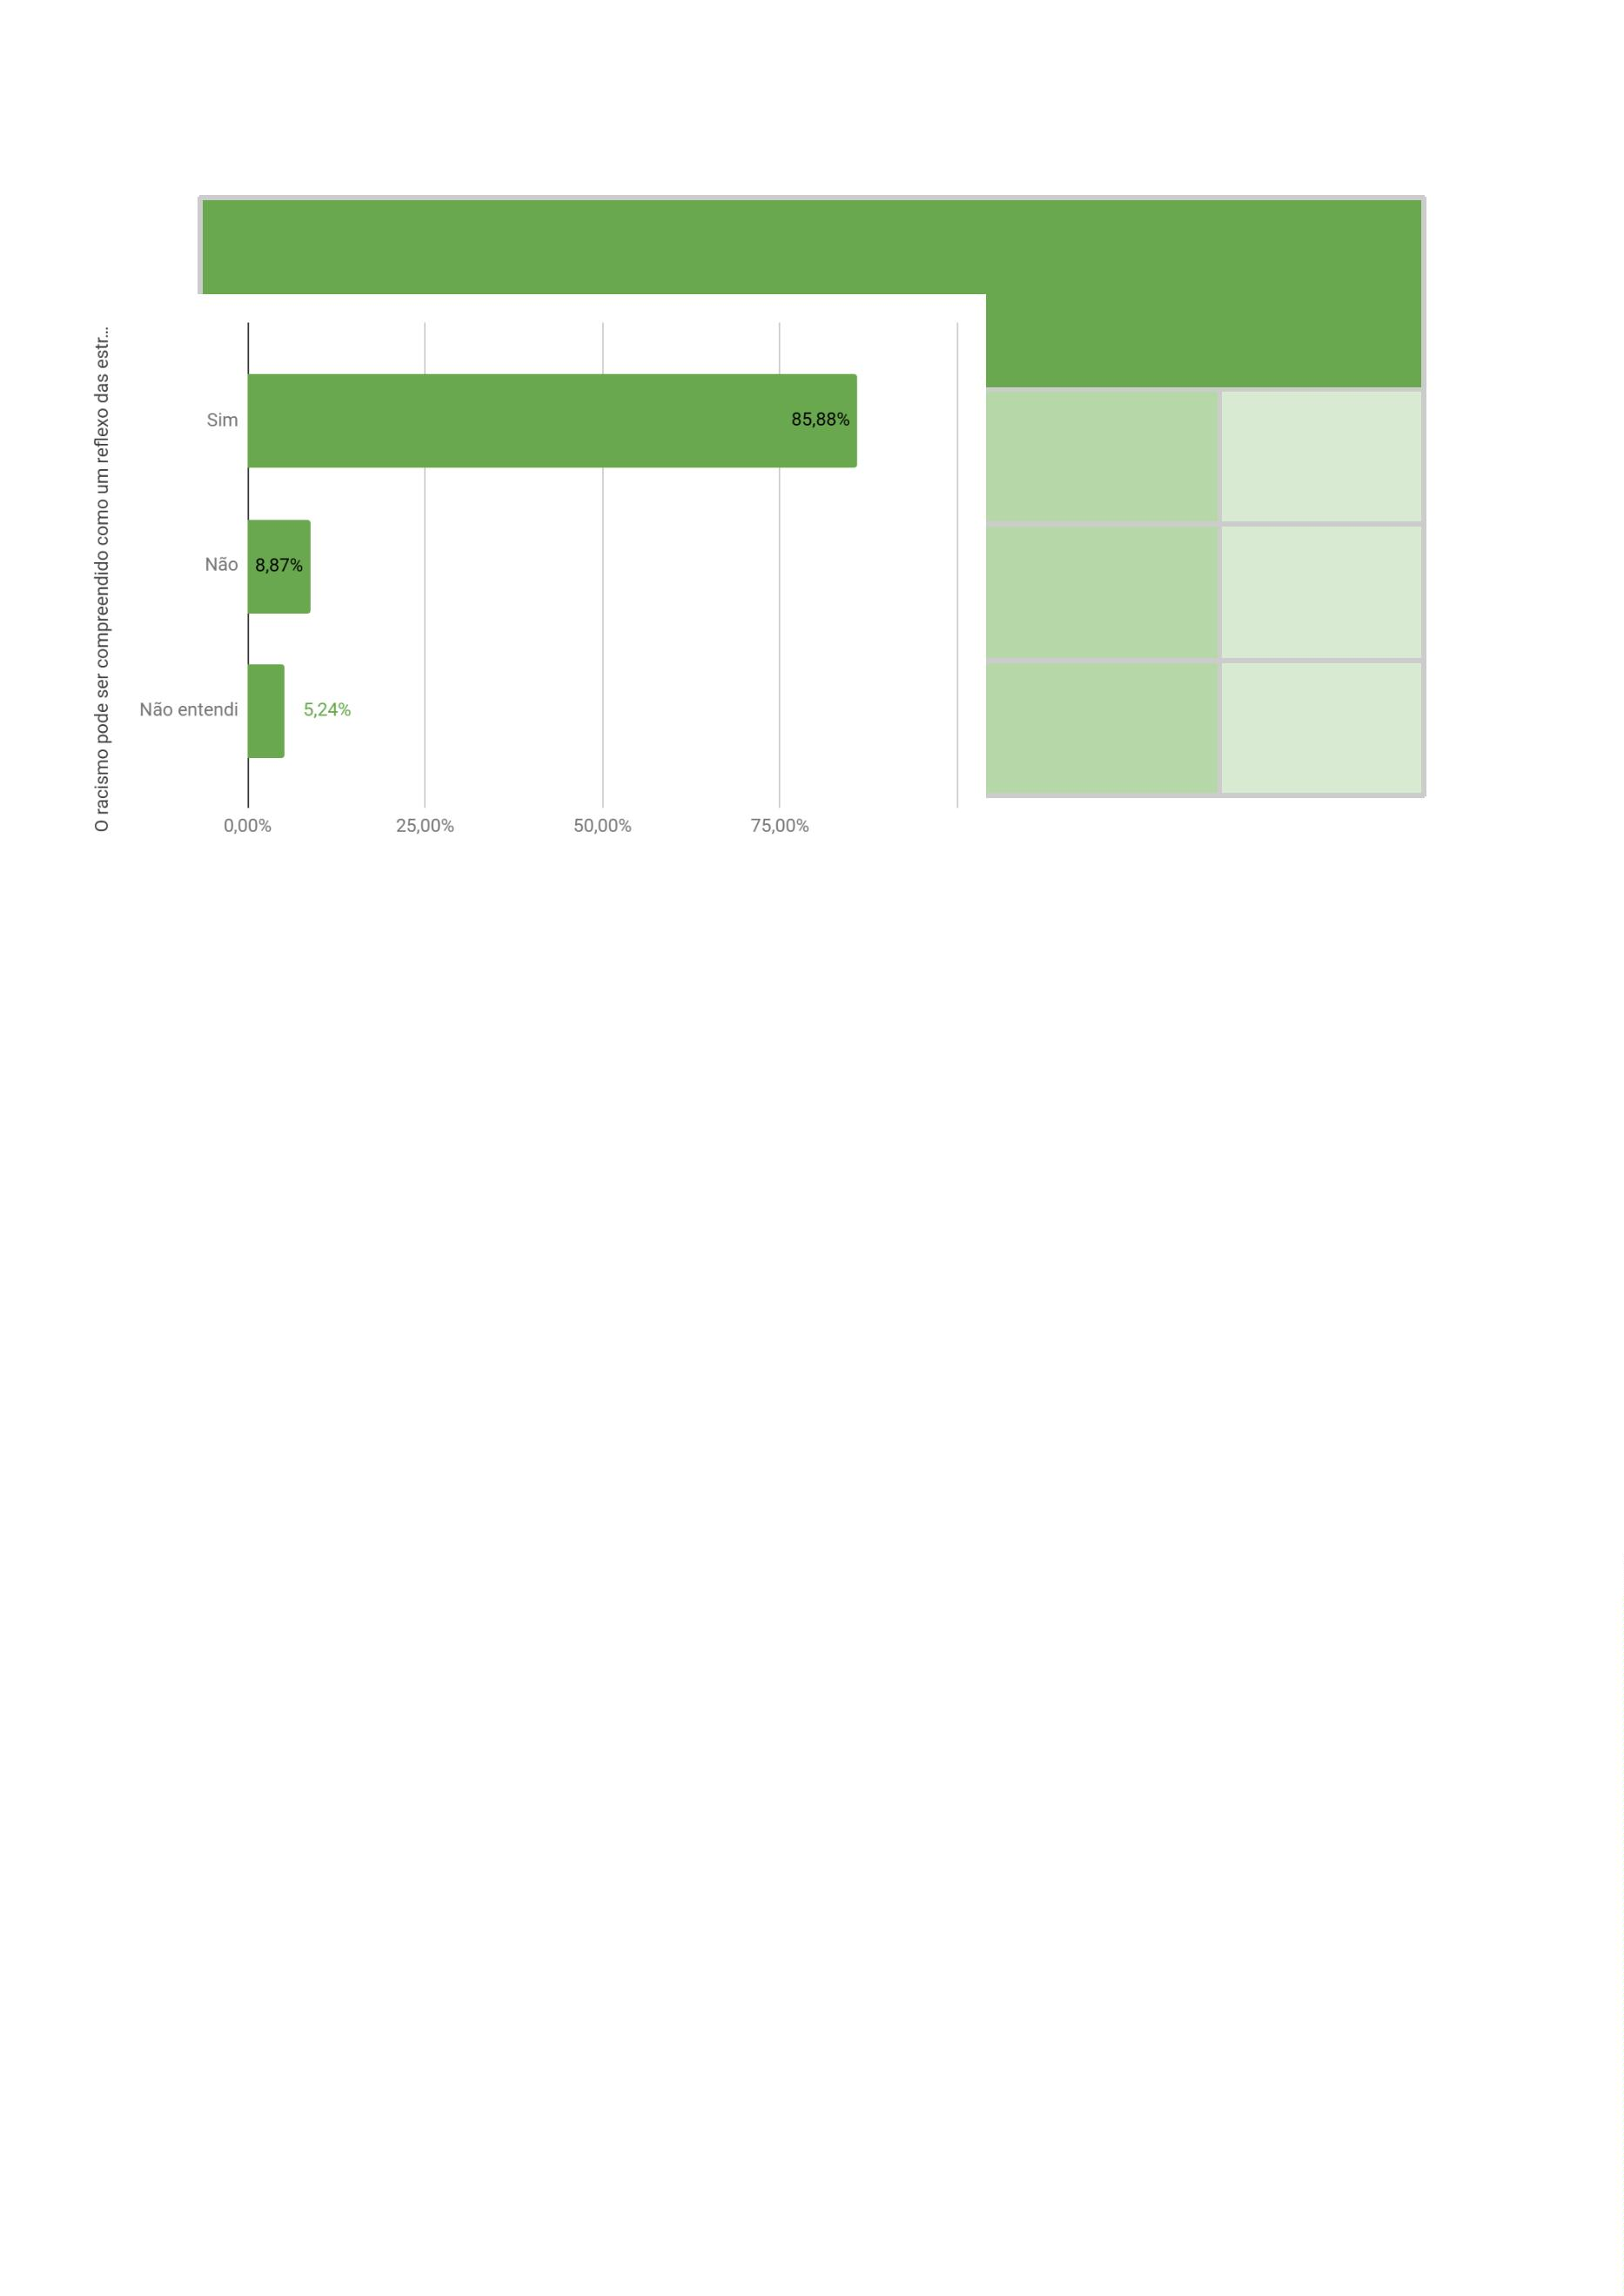 O racismo pode ser compreendido como um reflexo das estr...
Sim
85,88%
Não
8,87%
Não entendi
5,24%
0,00%
25,00%
50,00%
75,00%